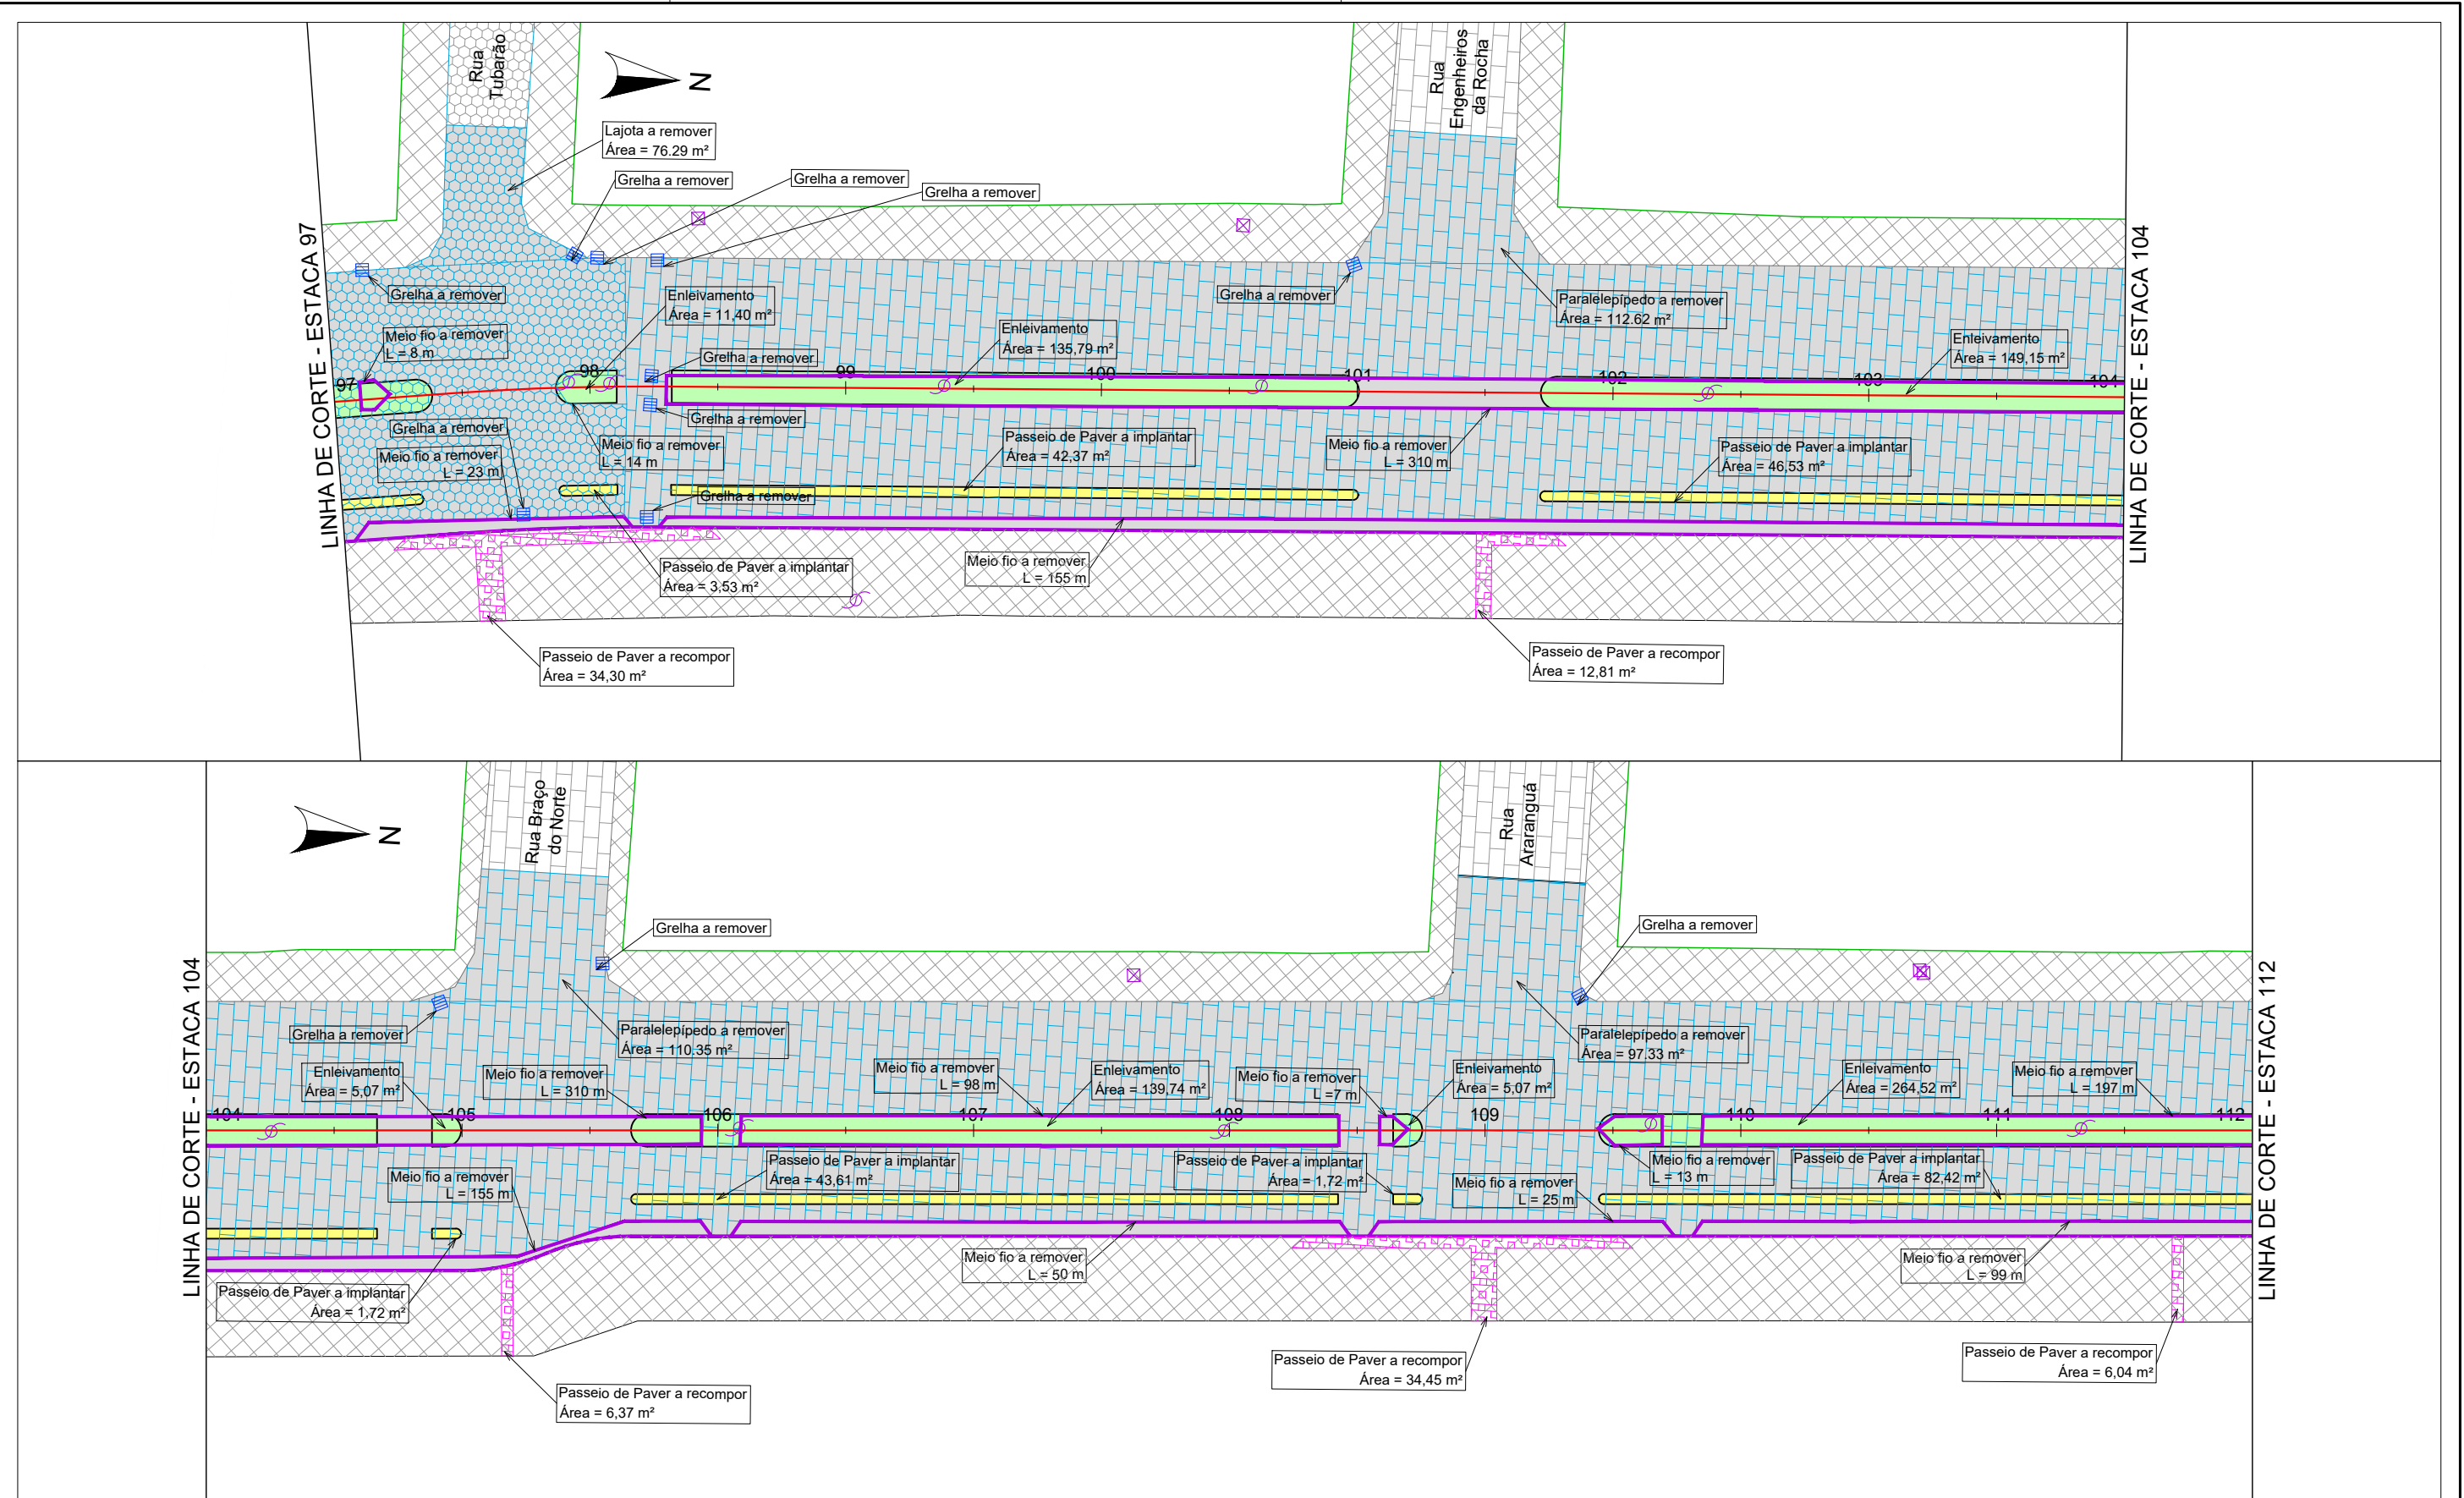 Rua
Tubarão
N
Rua
Engenheiros
da Rocha
Lajota a remover
Área = 76.29 m²
Grelha a remover
Grelha a remover
Grelha a remover
LINHA DE CORTE - ESTACA 97
LINHA DE CORTE - ESTACA 104
Grelha a remover
Enleivamento
Área = 11,40 m²
Grelha a remover
Paralelepípedo a remover
Área = 112.62 m²
Meio fio a remover
L = 8 m
Enleivamento
Área = 135,79 m²
Enleivamento
Área = 149,15 m²
Grelha a remover
97
98
99
100
101
102
103
104
Grelha a remover
Grelha a remover
Meio fio a remover
L = 23 m
Meio fio a remover
L = 14 m
Passeio de Paver a implantar
Área = 42,37 m²
Meio fio a remover
L = 310 m
Passeio de Paver a implantar
Área = 46,53 m²
Grelha a remover
Passeio de Paver a implantar
Área = 3,53 m²
Meio fio a remover
L = 155 m
Passeio de Paver a recompor
Área = 34,30 m²
Passeio de Paver a recompor
Área = 12,81 m²
Rua Braço
do Norte
N
Rua
Araranguá
Grelha a remover
Grelha a remover
LINHA DE CORTE - ESTACA 104
LINHA DE CORTE - ESTACA 112
Grelha a remover
Paralelepípedo a remover
Área = 110.35 m²
Paralelepípedo a remover
Área = 97.33 m²
Enleivamento
Área = 5,07 m²
Meio fio a remover
L = 310 m
Meio fio a remover
L = 98 m
Enleivamento
Área = 139,74 m²
Meio fio a remover
L =7 m
Enleivamento
Área = 5,07 m²
Enleivamento
Área = 264,52 m²
Meio fio a remover
L = 197 m
104
105
106
107
108
109
110
111
112
Meio fio a remover
L = 155 m
Passeio de Paver a implantar
Área = 43,61 m²
Passeio de Paver a implantar
Área = 1,72 m²
Meio fio a remover
L = 25 m
Meio fio a remover
L = 13 m
Passeio de Paver a implantar
Área = 82,42 m²
Passeio de Paver a implantar
Área = 1,72 m²
Meio fio a remover
L = 50 m
Meio fio a remover
L = 99 m
Passeio de Paver a recompor
Área = 6,37 m²
Passeio de Paver a recompor
Área = 34,45 m²
Passeio de Paver a recompor
Área = 6,04 m²